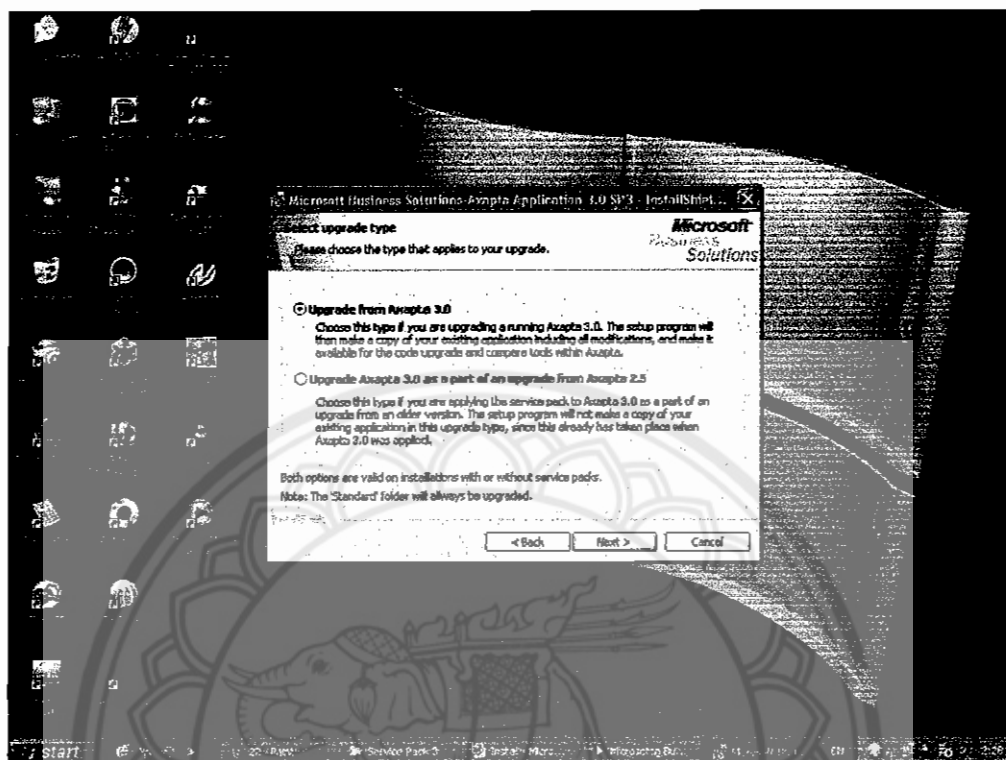 Microsoft Business Solutions-Axapta Application 3.0 SP3 - InstallShiel...
Select upgrade type
Please choose the type that applies to your upgrade.
Microsoft
Business
Solutions
Upgrade from Axapta 3.0
Choose this type if you are upgrading a running Axapta 3.0. The setup program will
then make a copy of your existing application including all modifications, and make it
available for the code upgrade and compare tools within Axapta.
Upgrade Axapta 3.0 as a part of an upgrade from Axapta 2.5
Choose this type if you are applying the service pack to Axapta 3.0 as a part of an
upgrade from an older version. The setup program will not make a copy of your
existing application in this upgrade type, since this already has taken place when
Axapta 3.0 was applied.
Both options are valid on installations with or without service packs.
Note: The 'Standard' folder will allways be upgraded.
< Back
Next >
Cancel
start
Service Pack 3
EN